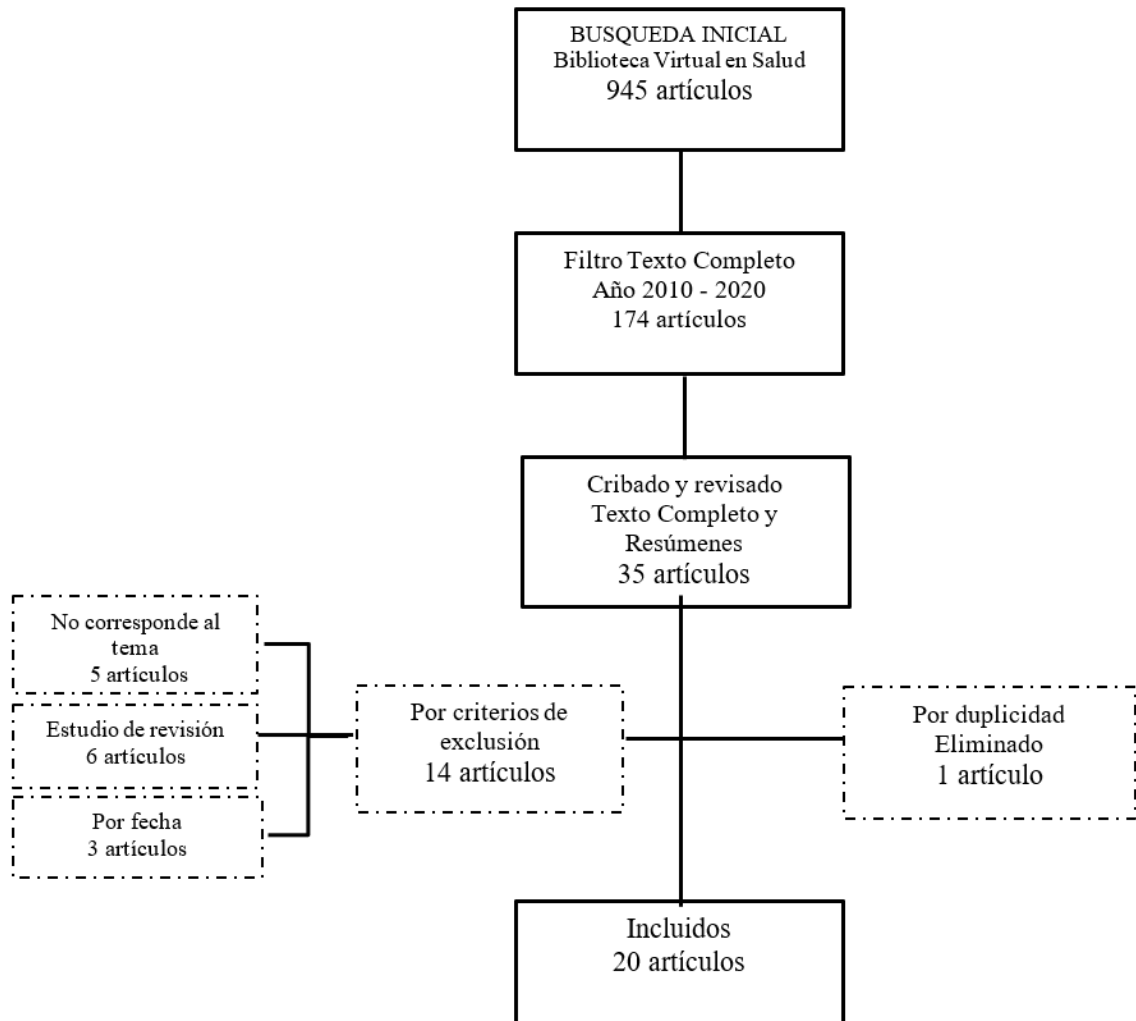 BUSQUEDA INICIAL
Biblioteca Virtual en Salud
945 artículos
Filtro Texto Completo
Año 2010 - 2020
174 artículos
Cribado y revisado
Texto Completo y
Resúmenes
35 artículos
No corresponde al
tema
5 artículos
Estudio de revisión
6 artículos
Por fecha
3 artículos
Por criterios de
exclusión
14 artículos
Por duplicidad
Eliminado
1 artículo
Incluidos
20 artículos